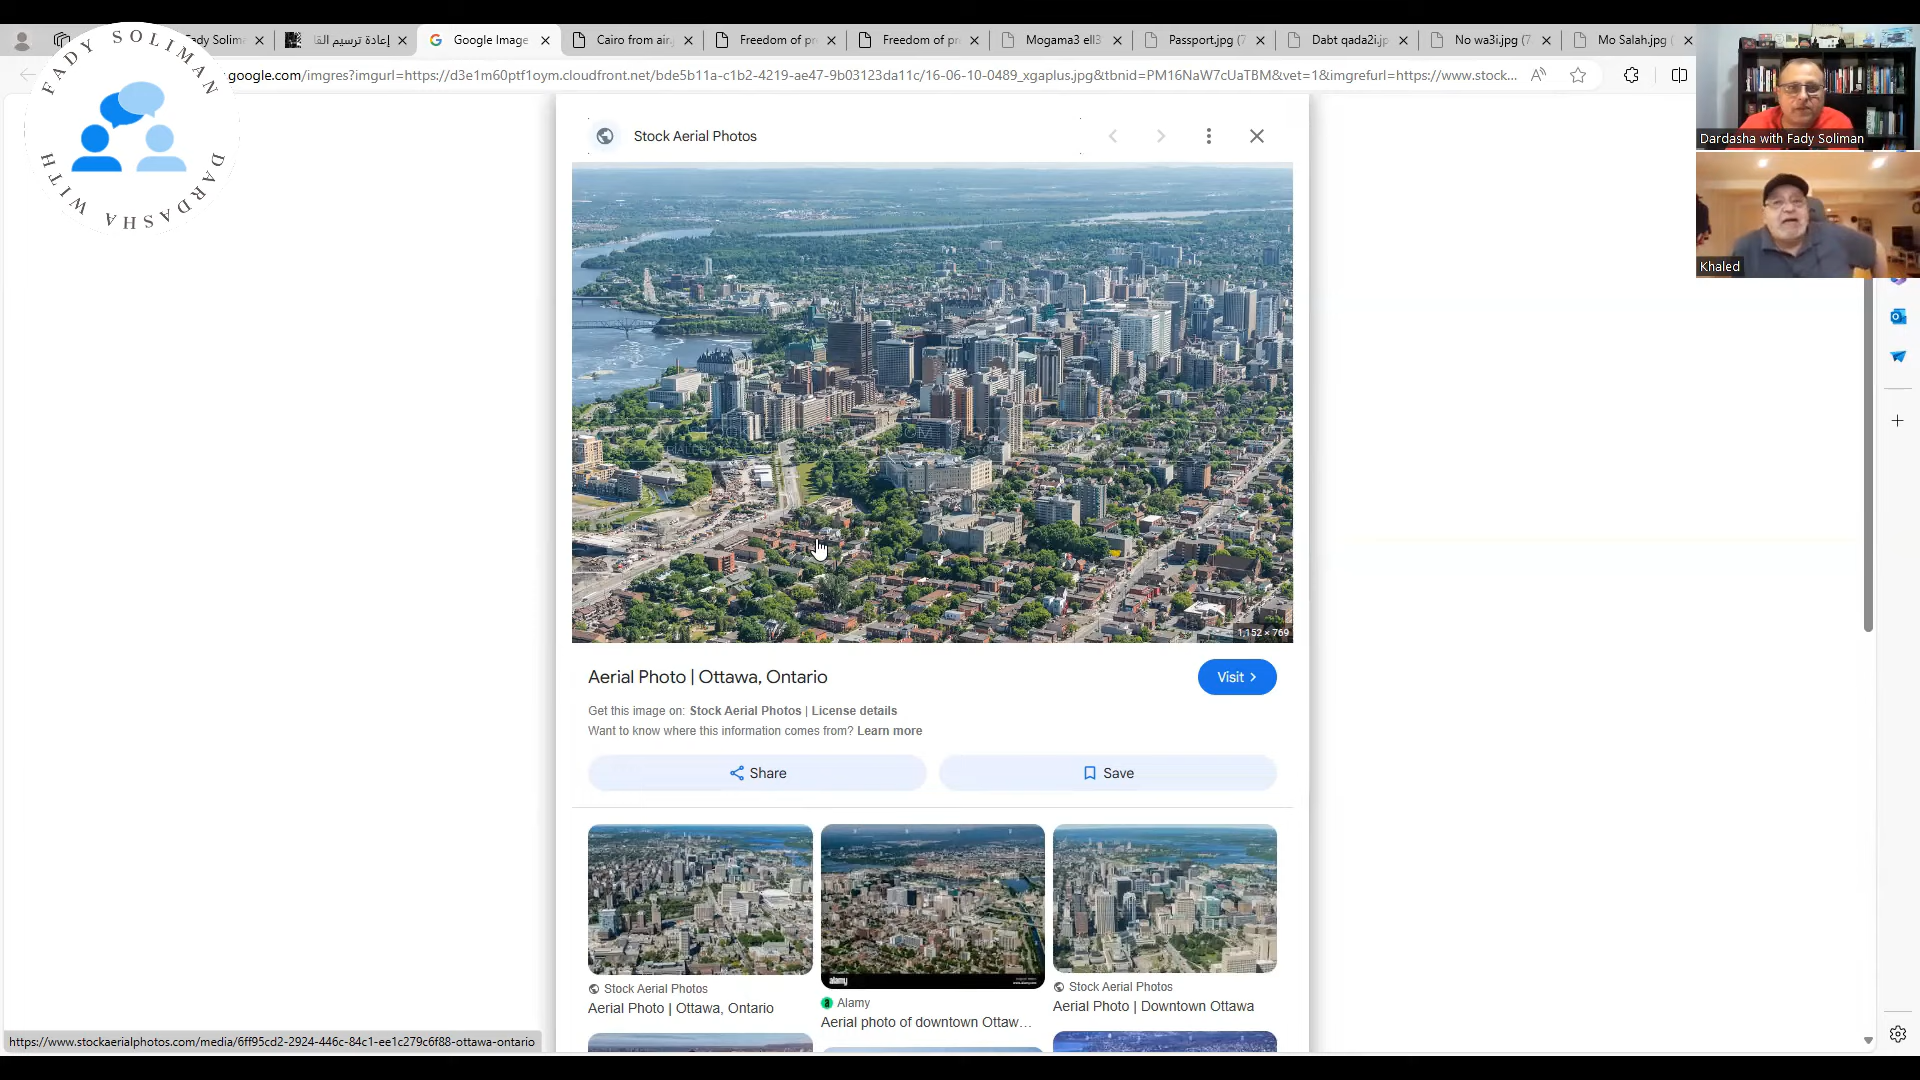 FADY SOLIMAN
DARDASHA WITH
Fady Solim
إعادة ترسيم القا
Google Image
Cairo from air.
Freedom of pr
Freedom of pr
Mogama3 ell3
Passport.jpg (7
Dabt qada2i.jp
No wa3i.jpg (7
Mo Salah.jpg (
google.com/imgres?imgurl=https://d3e1m60ptf1oym.cloudfront.net/bde5b11a-c1b2-4219-ae47-9b03123da11c/16-06-10-0489_xgaplus.jpg&tbnid=PM16NaW7cUaTBM&vet=1&imgrefurl=https://www.stock...
Dardasha with Fady Soliman
Khaled
Stock Aerial Photos
1,152 × 769
Aerial Photo | Ottawa, Ontario
Visit
Get this image on: Stock Aerial Photos | License details
Want to know where this information comes from? Learn more
Share
Save
alamy
Stock Aerial Photos
Aerial Photo | Ottawa, Ontario
Alamy
Aerial photo of downtown Ottaw...
Stock Aerial Photos
Aerial Photo | Downtown Ottawa
https://www.stockaerialphotos.com/media/6ff95cd2-2924-446c-84c1-ee1c279c6f88-ottawa-ontario